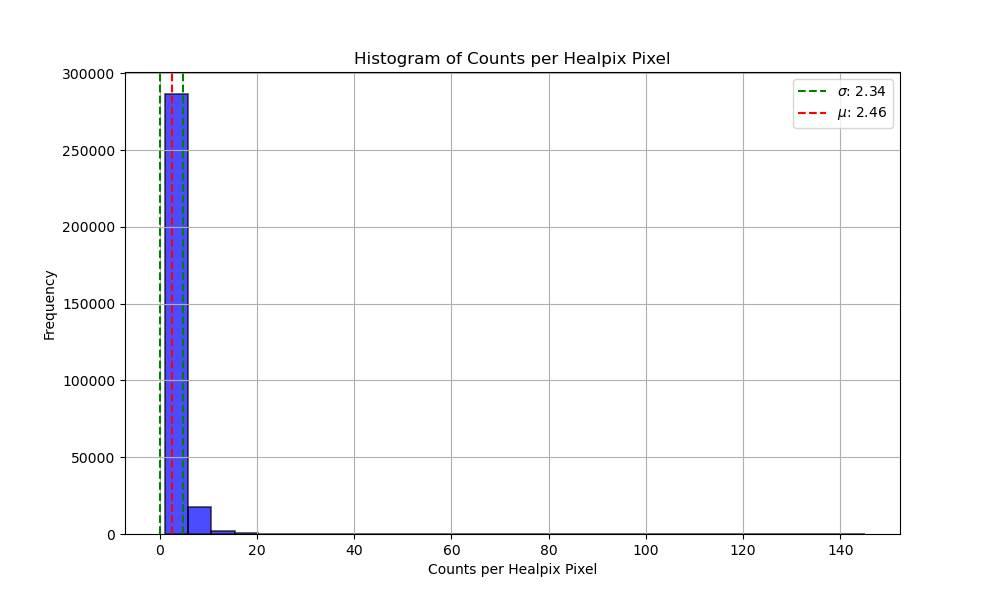 Histogram of Counts per Healpix Pixel
300000
250000
200000
150000
100000
50000
0
Frequency
σ: 2.34
μ: 2.46
0 20 40 60 80 100 120 140
Counts per Healpix Pixel